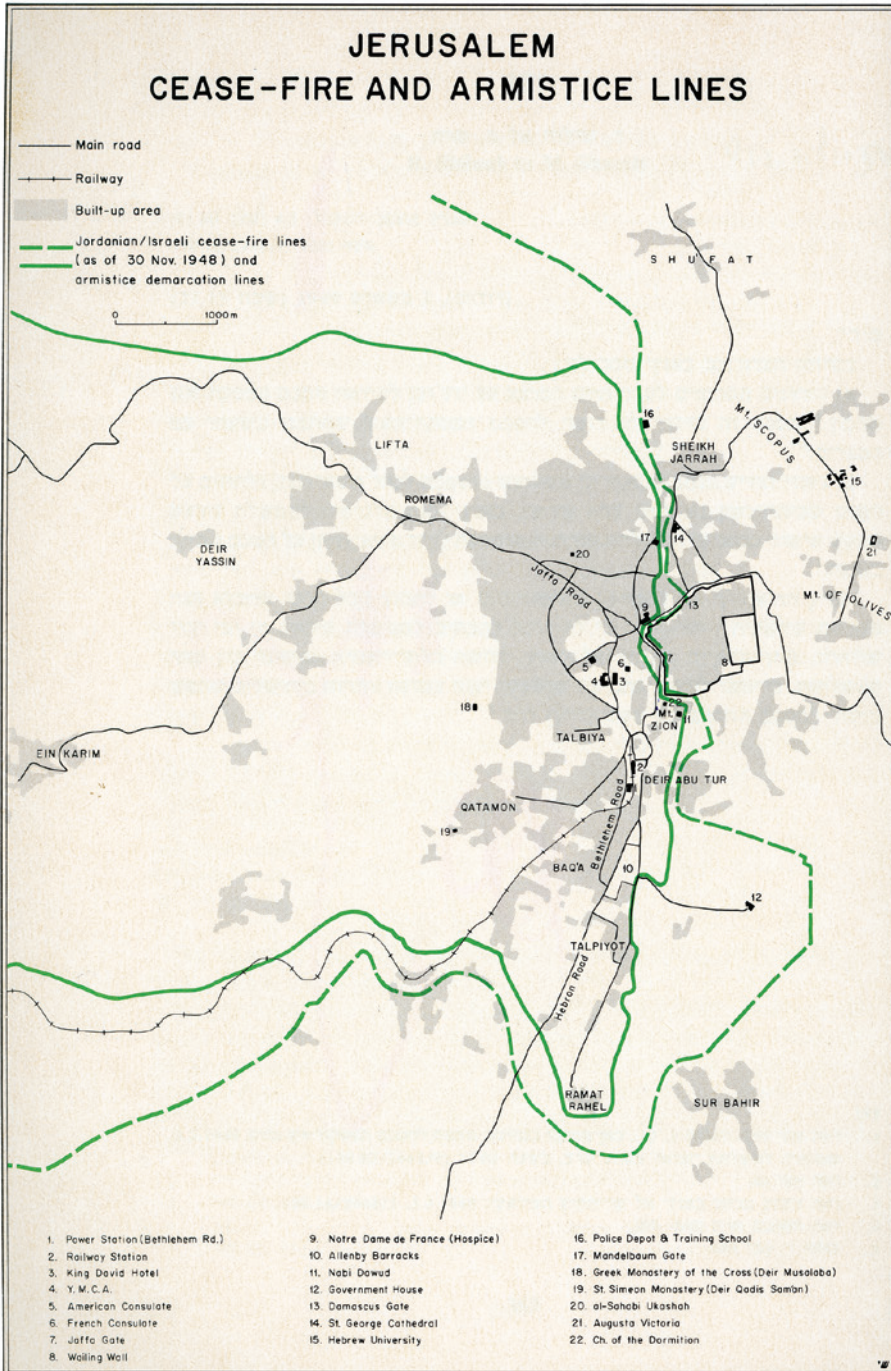 JERUSALEM
CEASE-FIRE AND ARMISTICE LINES
Main road
Railway
Built-up area
Jordanian/Israeli cease-fire lines
(as of 30 Nov. 1948) and
armistice demarcation lines
0 1000m
SHU'FAT
16
Mt. SCOPUS
SHEIKH
JARRAH
LIFTA
15
ROMEMA
14
17
21
DEIR
YASSIN
20
Jaffa Road
13
Mt. OF OLIVES
9
7
8
5
6
4
3
18
22
Mt.
ZION
11
TALBIYA
EIN KARIM
2
DEIR ABU TUR
1
QATAMON
Bethlehem Road
19
BAQ'A
10
12
TALPIYOT
Hebron Road
RAMAT
RAHEL
SUR BAHIR
1. Power Station (Bethlehem Rd.)
2. Railway Station
3. King David Hotel
4. Y.M.C.A.
5. American Consulate
6. French Consulate
7. Jaffa Gate
8. Wailing Wall
9. Notre Dame de France (Hospice)
10. Allenby Barracks
11. Nabi Dawud
12. Government House
13. Damascus Gate
14. St. George Cathedral
15. Hebrew University
16. Police Depot & Training School
17. Mandelbaum Gate
18. Greek Monastery of the Cross (Deir Musalaba)
19. St. Simeon Monastery (Deir Qadis Sam'an)
20. al-Sahabi Ukashah
21. Augusta Victoria
22. Ch. of the Dormition